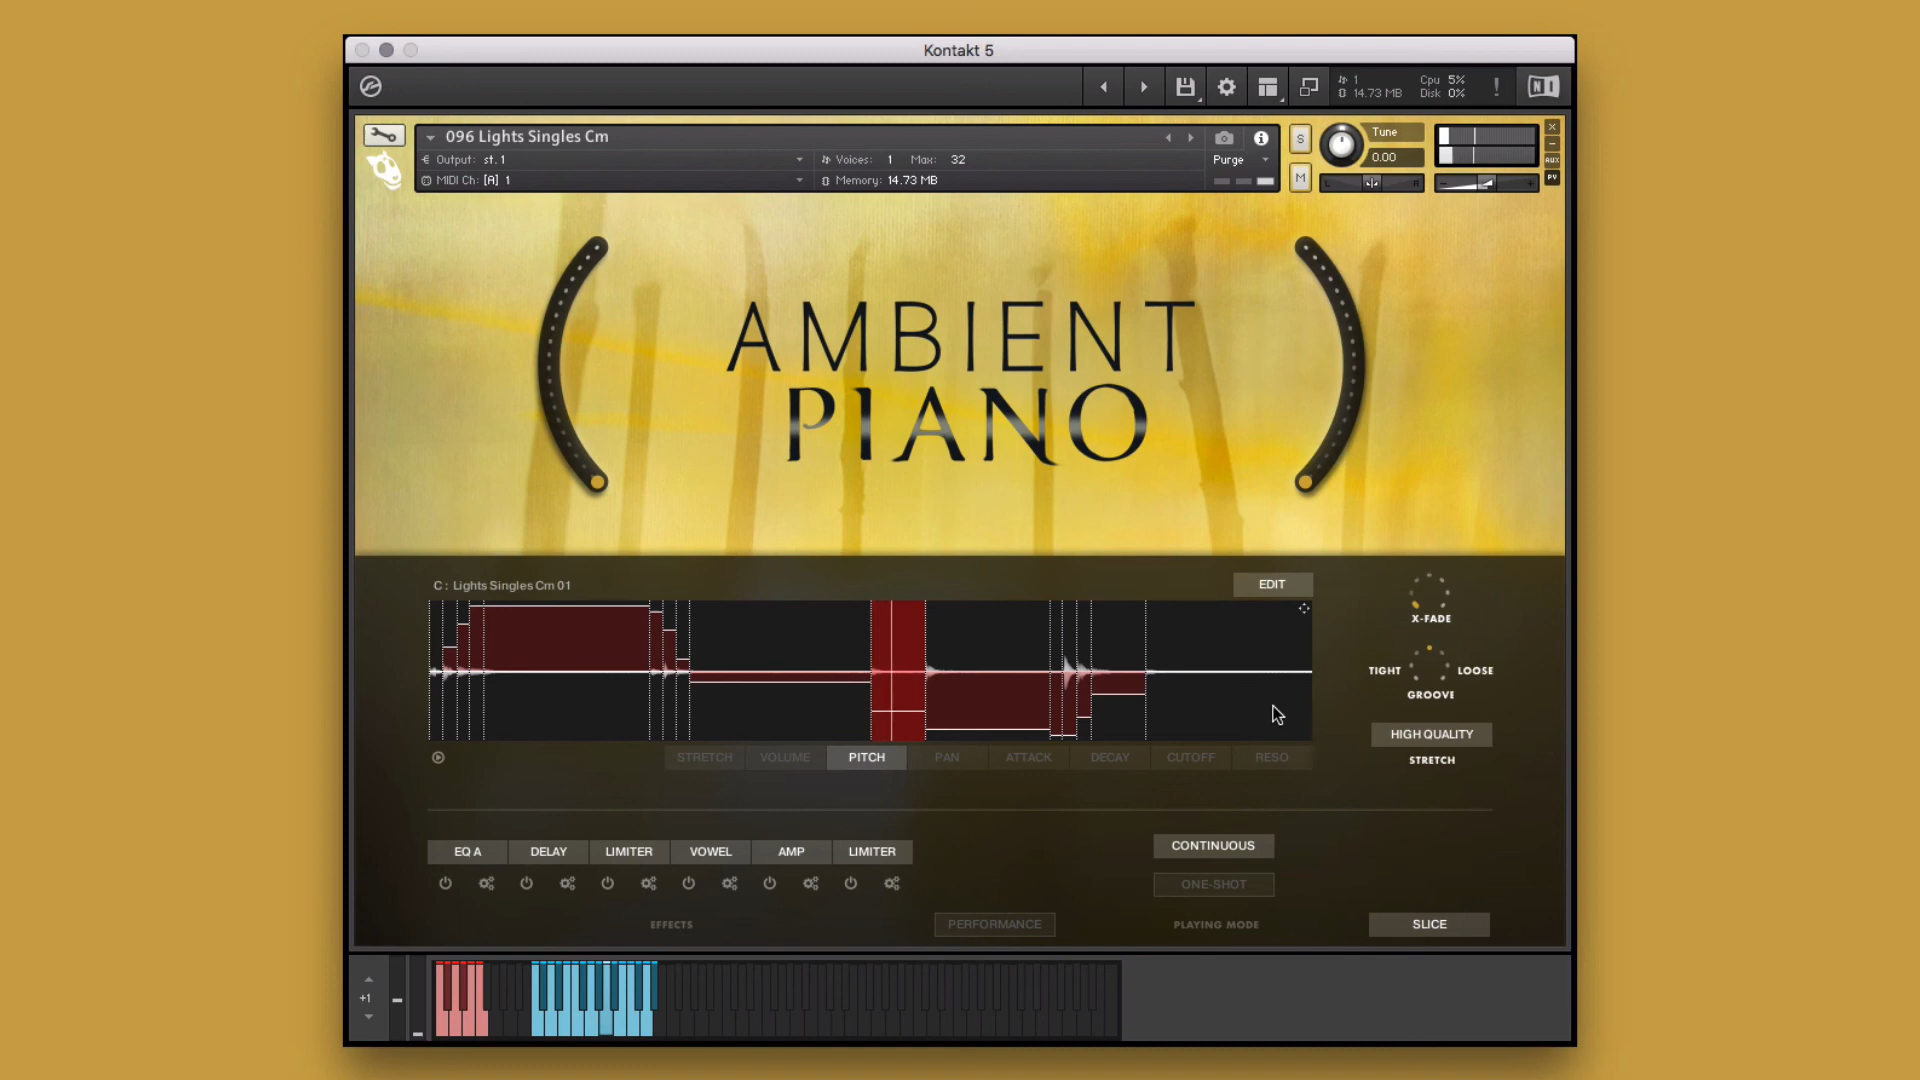 Kontakt 5
1 Cpu 5%
14.73 MB Disk 0% ! NI
096 Lights Singles Cm
Output: st.1 Voices: 1 Max: 32 Purge
MIDI Ch: [A] 1 Memory: 14.73 MB
S Tune
0.00
M L R
AUX
PV
AMBIENT
PIANO
C : Lights Singles Cm 01 EDIT
X-FADE
TIGHT LOOSE
GROOVE
HIGH QUALITY
STRETCH
STRETCH VOLUME PITCH PAN ATTACK DECAY CUTOFF RESO
EQ A DELAY LIMITER VOWEL AMP LIMITER
CONTINUOUS
ONE-SHOT
EFFECTS PERFORMANCE PLAYING MODE SLICE
+1